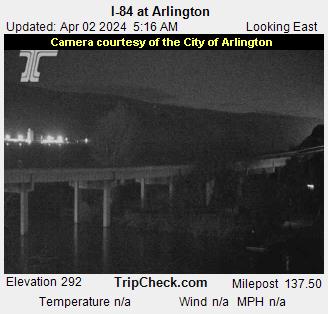 I-84 at Arlington
Updated: Apr 02 2024 5:16 AM Looking East
Camera courtesy of the City of Arlington
Elevation 292 TripCheck.com Milepost 137.50
Temperature n/a Wind n/a MPH n/a